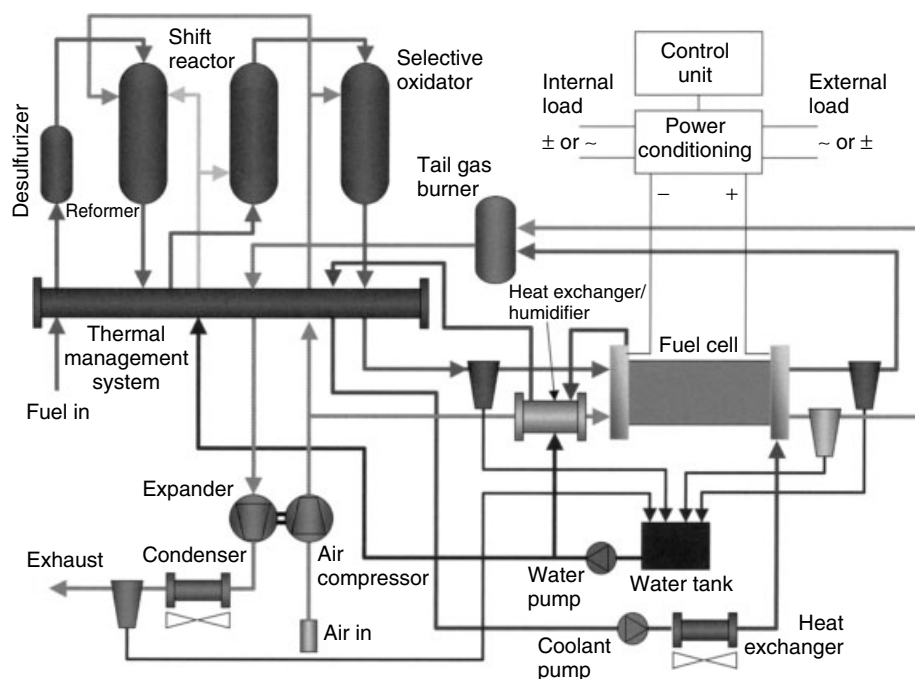 Shift
reactor
Selective
oxidator
Control
unit
Internal
load
External
load
± or ~
Power
conditioning
~ or ±
− +
Desulfurizer
Reformer
Tail gas
burner
Heat exchanger/
humidifier
Thermal
management
system
Fuel cell
Fuel in
Expander
Exhaust
Condenser
Air
compressor
Water
pump
Water tank
Air in
Coolant
pump
Heat
exchanger